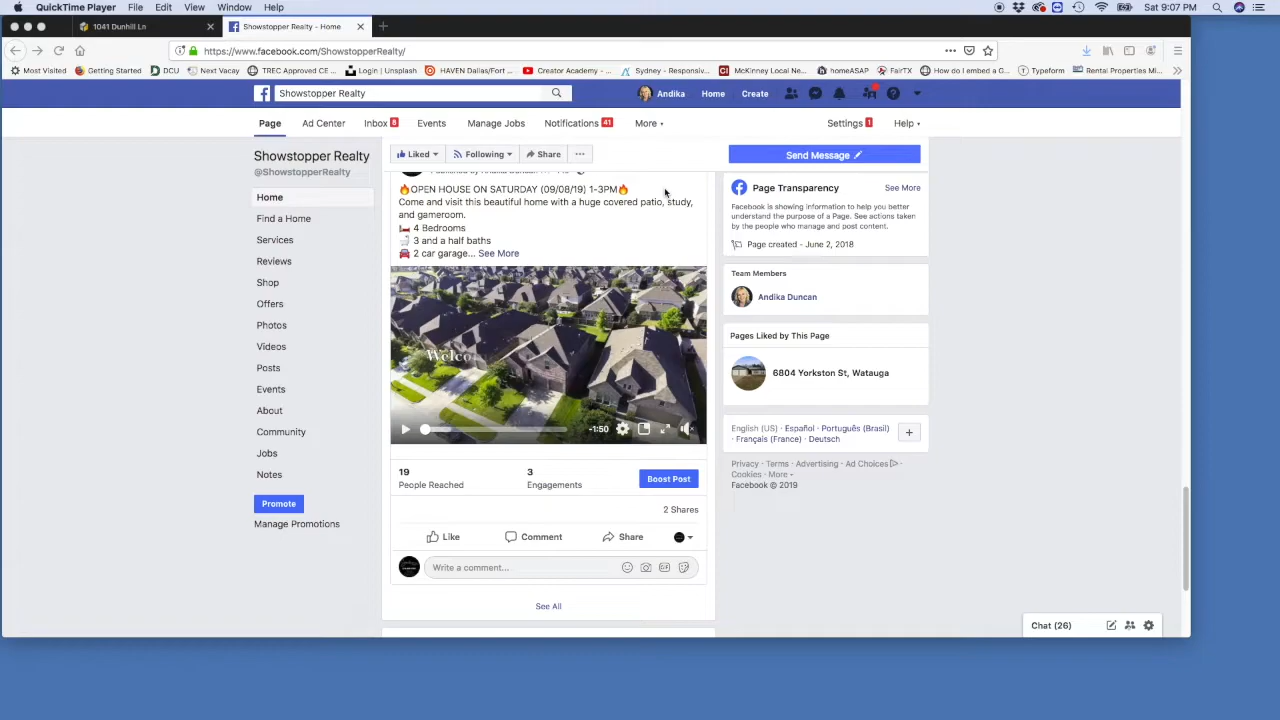 QuickTime Player File Edit View Window Help Sat 9:07 PM
1041 Dunhill Ln Showstopper Realty - Home
https://www.facebook.com/ShowstopperRealty/
Most Visited Getting Started DCU Next Vacay TREC Approved CE ... Login | Unsplash HAVEN Dallas/Fort ... Creator Academy - ... Sydney - Responsiv... McKinney Local Ne... homeASAP FairTX How do I embed a G... Typeform Rental Properties Mi...
Showstopper Realty Andika Home Create
Page Ad Center Inbox 8 Events Manage Jobs Notifications 41 More Settings 1 Help
Showstopper Realty
@ShowstopperRealty
Home
Find a Home
Services
Reviews
Shop
Offers
Photos
Videos
Posts
Events
About
Community
Jobs
Notes
Promote
Manage Promotions
Liked Following Share ... Send Message
🔥OPEN HOUSE ON SATURDAY (09/08/19) 1-3PM🔥
Come and visit this beautiful home with a huge covered patio, study,
and gameroom.
🛏 4 Bedrooms
🛁 3 and a half baths
🚘 2 car garage... See More
Welco
-1:50
19 3
People Reached Engagements Boost Post
2 Shares
Like Comment Share
Write a comment...
See All
Page Transparency See More
Facebook is showing information to help you better
understand the purpose of a Page. See actions taken
by the people who manage and post content.
Page created - June 2, 2018
Team Members
Andika Duncan
Pages Liked by This Page
6804 Yorkston St, Watauga
English (US) · Español · Português (Brasil)
· Français (France) · Deutsch
+
Privacy · Terms · Advertising · Ad Choices ·
Cookies · More
Facebook © 2019
Chat (26)